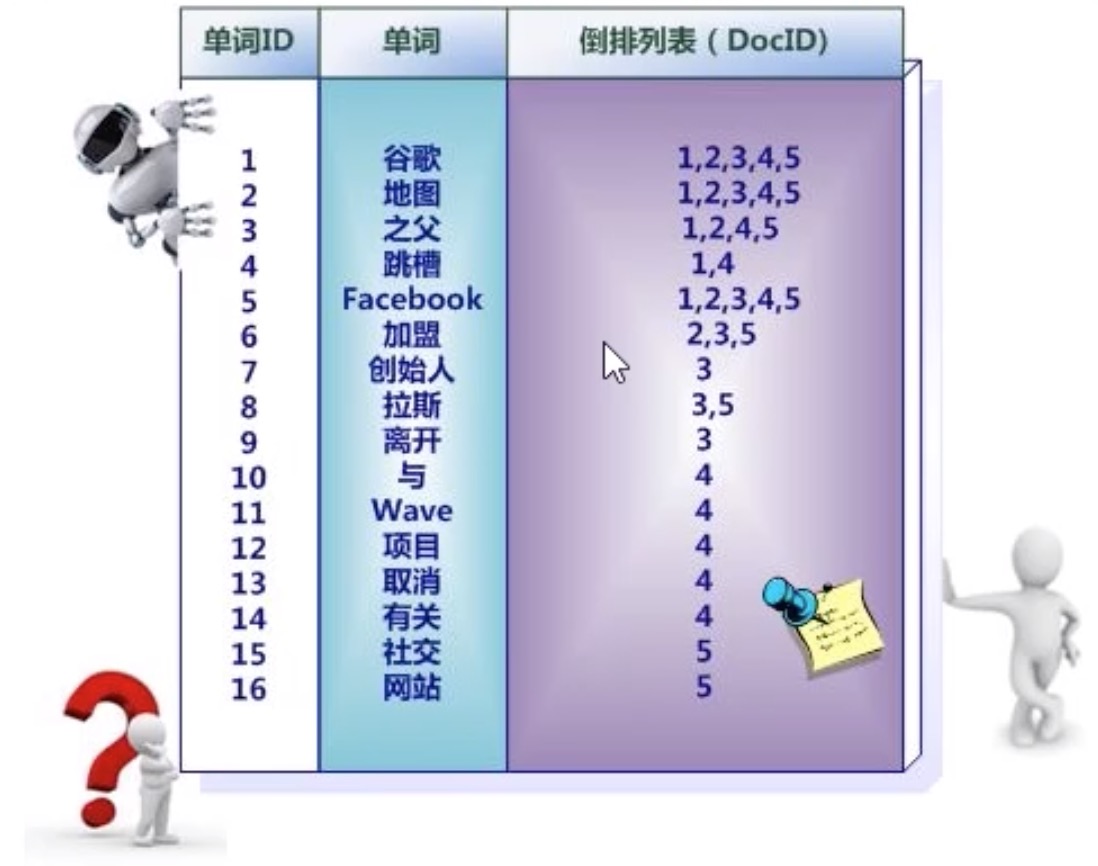 单词ID 单词 倒排列表（DocID）
1 谷歌 1,2,3,4,5
2 地图 1,2,3,4,5
3 之父 1,2,4,5
4 跳槽 1,4
5 Facebook 1,2,3,4,5
6 加盟 2,3,5
7 创始人 3
8 拉斯 3,5
9 离开 3
10 与 4
11 Wave 4
12 项目 4
13 取消 4
14 有关 4
15 社交 5
16 网站 5